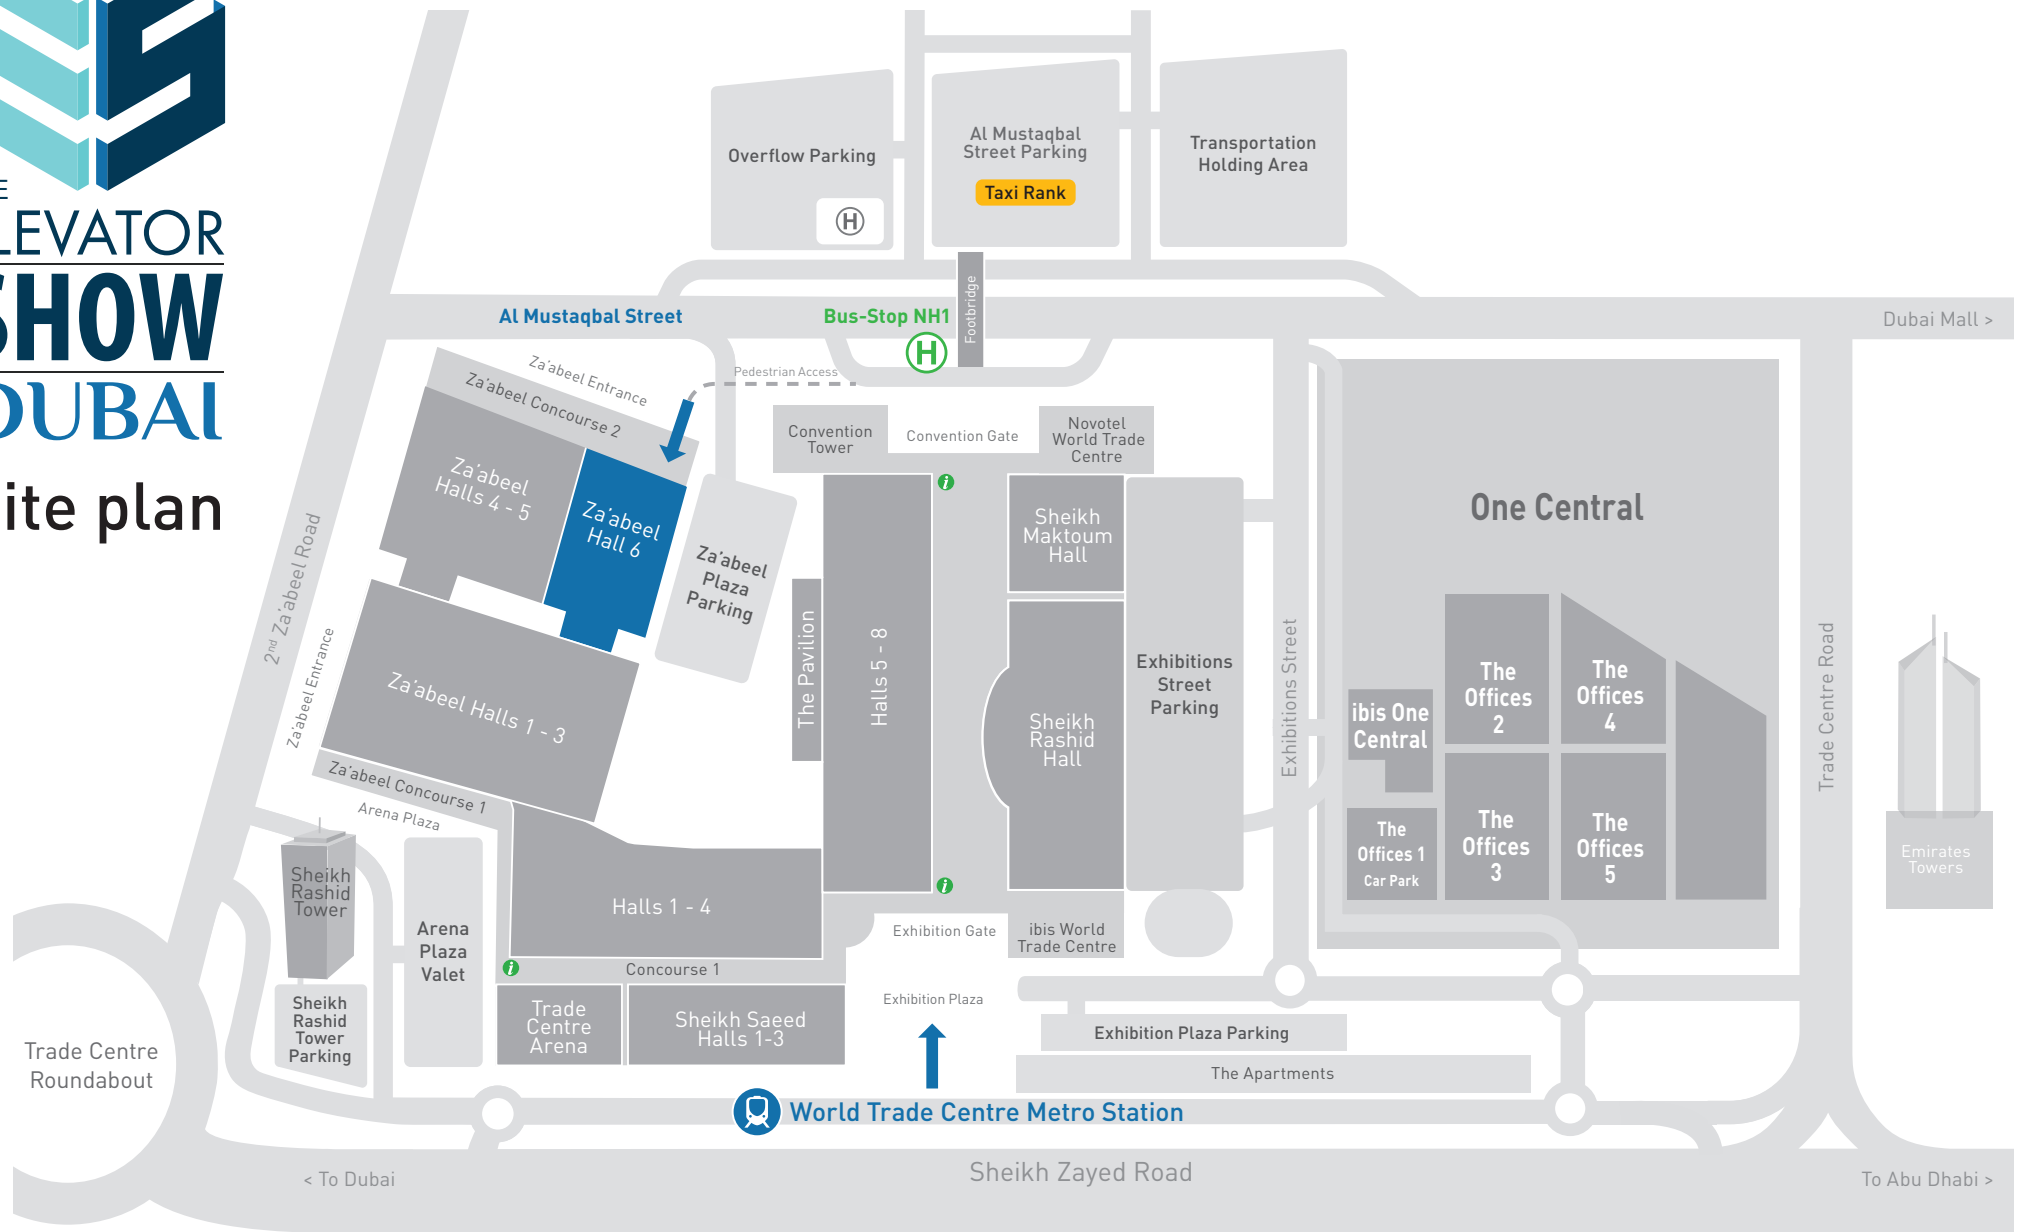 E
LEVATOR
SHOW
DUBAI
ite plan
Overflow Parking
H
Al Mustaqbal
Street Parking
Taxi Rank
Transportation
Holding Area
Footbridge
Al Mustaqbal Street
Bus-Stop NH1
H
Dubai Mall >
Za'abeel Entrance
Za'abeel Concourse 2
Pedestrian Access
Convention
Tower
Convention Gate
Novotel
World Trade
Centre
Za'abeel
Halls 4 - 5
Za'abeel
Hall 6
Za'abeel
Plaza
Parking
i
Sheikh
Maktoum
Hall
One Central
2nd Za'abeel Road
Za'abeel Entrance
Za'abeel Halls 1 - 3
The Pavilion
Halls 5 - 8
Sheikh
Rashid
Hall
Exhibitions
Street
Parking
Exhibitions Street
ibis One
Central
The
Offices
2
The
Offices
4
Trade Centre Road
Za'abeel Concourse 1
Arena Plaza
The
Offices 1
Car Park
The
Offices
3
The
Offices
5
Emirates
Towers
Sheikh
Rashid
Tower
Arena
Plaza
Valet
Halls 1 - 4
i
Exhibition Gate
ibis World
Trade Centre
i
Concourse 1
Sheikh
Rashid
Tower
Parking
Trade
Centre
Arena
Sheikh Saeed
Halls 1-3
Exhibition Plaza
Exhibition Plaza Parking
The Apartments
Trade Centre
Roundabout
World Trade Centre Metro Station
< To Dubai
Sheikh Zayed Road
To Abu Dhabi >